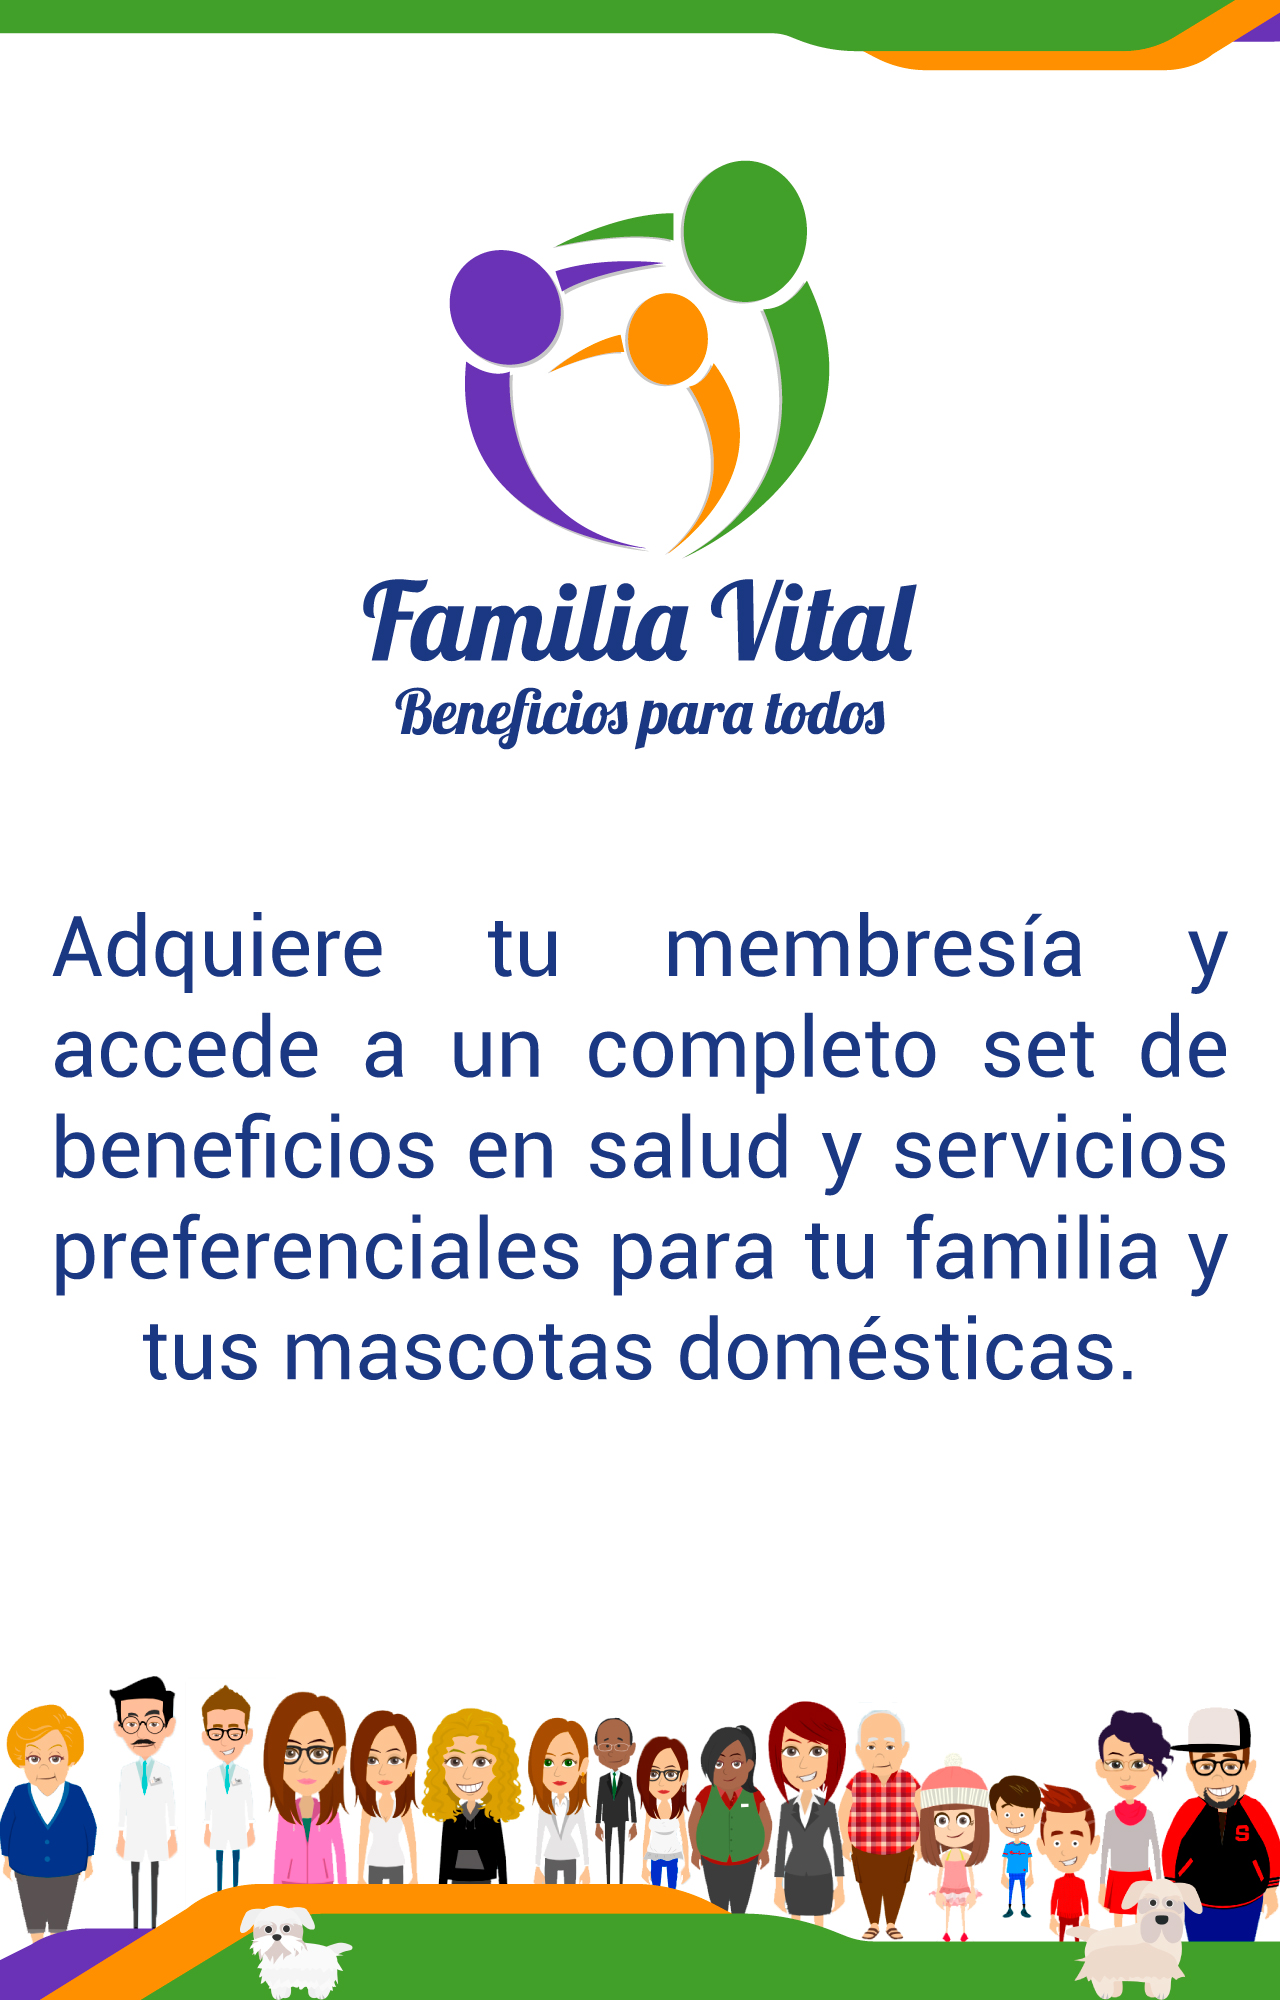 Familia Vital
Beneficios para todos
Adquiere tu membresía y
accede a un completo set de
beneficios en salud y servicios
preferenciales para tu familia y
tus mascotas domésticas.
S